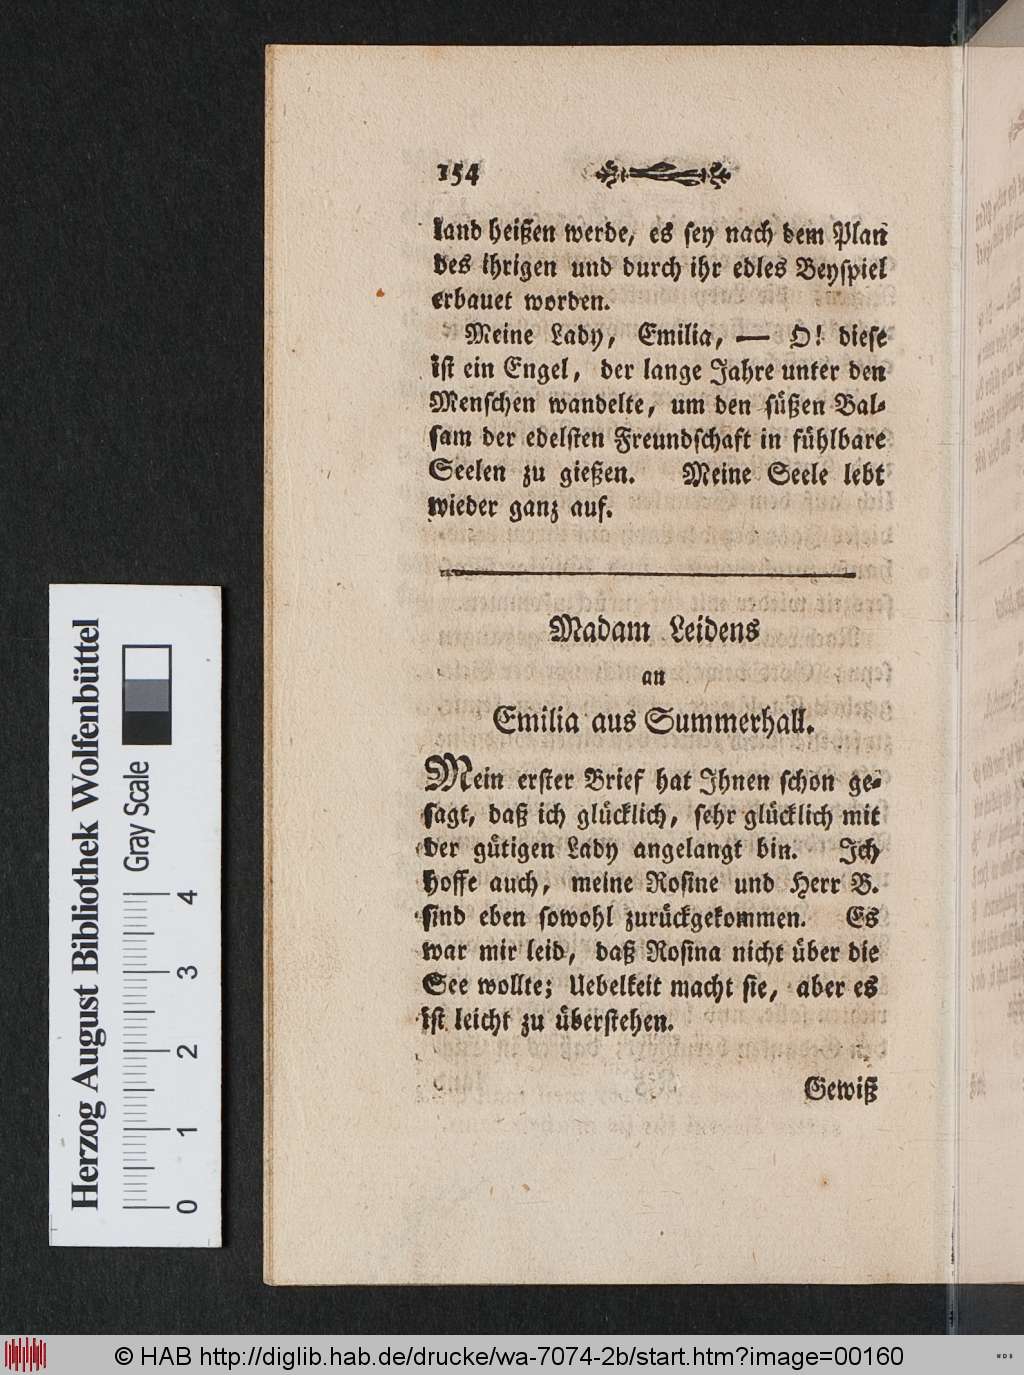 154
land heißen werde, es sey nach dem Plan
des ihrigen und durch ihr edles Beyspiel
erbauet worden.
Meine Lady, Emilia, — O! diese
ist ein Engel, der lange Jahre unter den
Menschen wandelte, um den süßen Bal-
sam der edelsten Freundschaft in fühlbare
Seelen zu gießen. Meine Seele lebt
wieder ganz auf.
Madam Leidens
an
Emilia aus Summerhall.
Mein erster Brief hat Ihnen schon ge-
sagt, daß ich glücklich, sehr glücklich mit
der gütigen Lady angelangt bin. Ich
hoffe auch, meine Rosine und Herr B.
sind eben sowohl zurückgekommen. Es
war mir leid, daß Rosina nicht über die
See wollte; Uebelkeit macht sie, aber es
ist leicht zu überstehen.
Gewiß
Herzog August Bibliothek Wolfenbüttel
Gray Scale
0 1 2 3 4
© HAB http://diglib.hab.de/drucke/wa-7074-2b/start.htm?image=00160